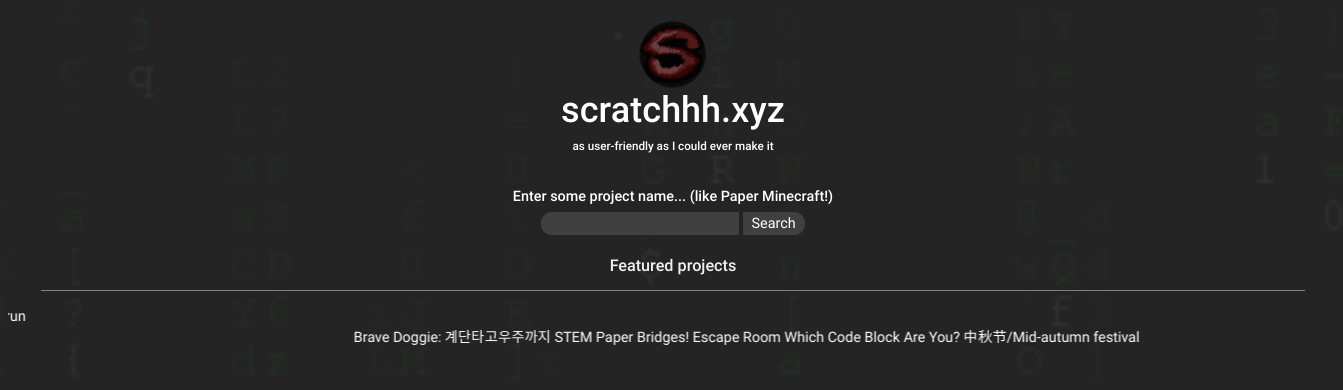 scratchhh.xyz
as user-friendly as I could ever make it
Enter some project name... (like Paper Minecraft!)
Search
Featured projects
run
Brave Doggie: 계단타고우주까지 STEM Paper Bridges! Escape Room Which Code Block Are You? 中秋节/Mid-autumn festival